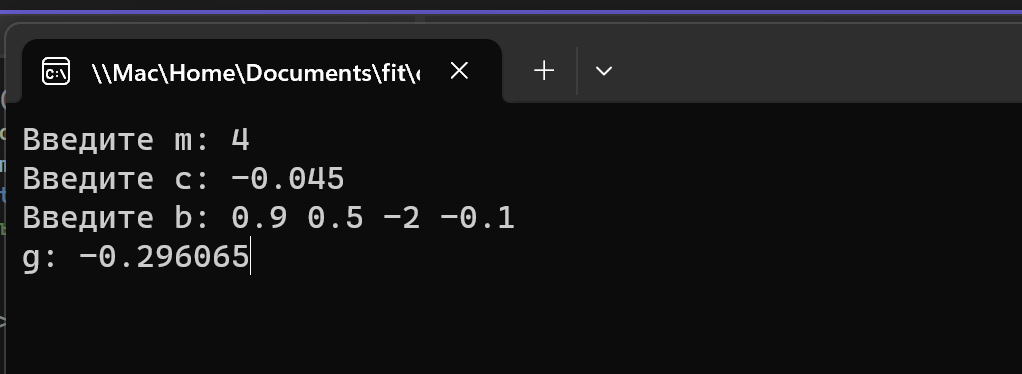 \\Mac\Home\Documents\fit\
Введите m: 4
Введите c: -0.045
Введите b: 0.9 0.5 -2 -0.1
g: -0.296065